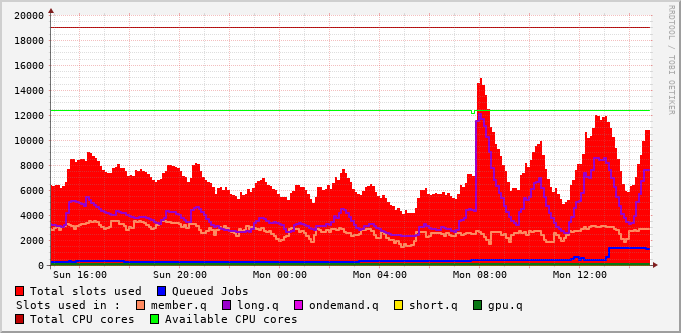 RRDTOOL / TOBI OETIKER
20000
18000
16000
14000
12000
10000
8000
6000
4000
2000
0
Sun 16:00 Sun 20:00 Mon 00:00 Mon 04:00 Mon 08:00 Mon 12:00
Total slots used Queued Jobs
Slots used in : member.q long.q ondemand.q short.q gpu.q
Total CPU cores Available CPU cores